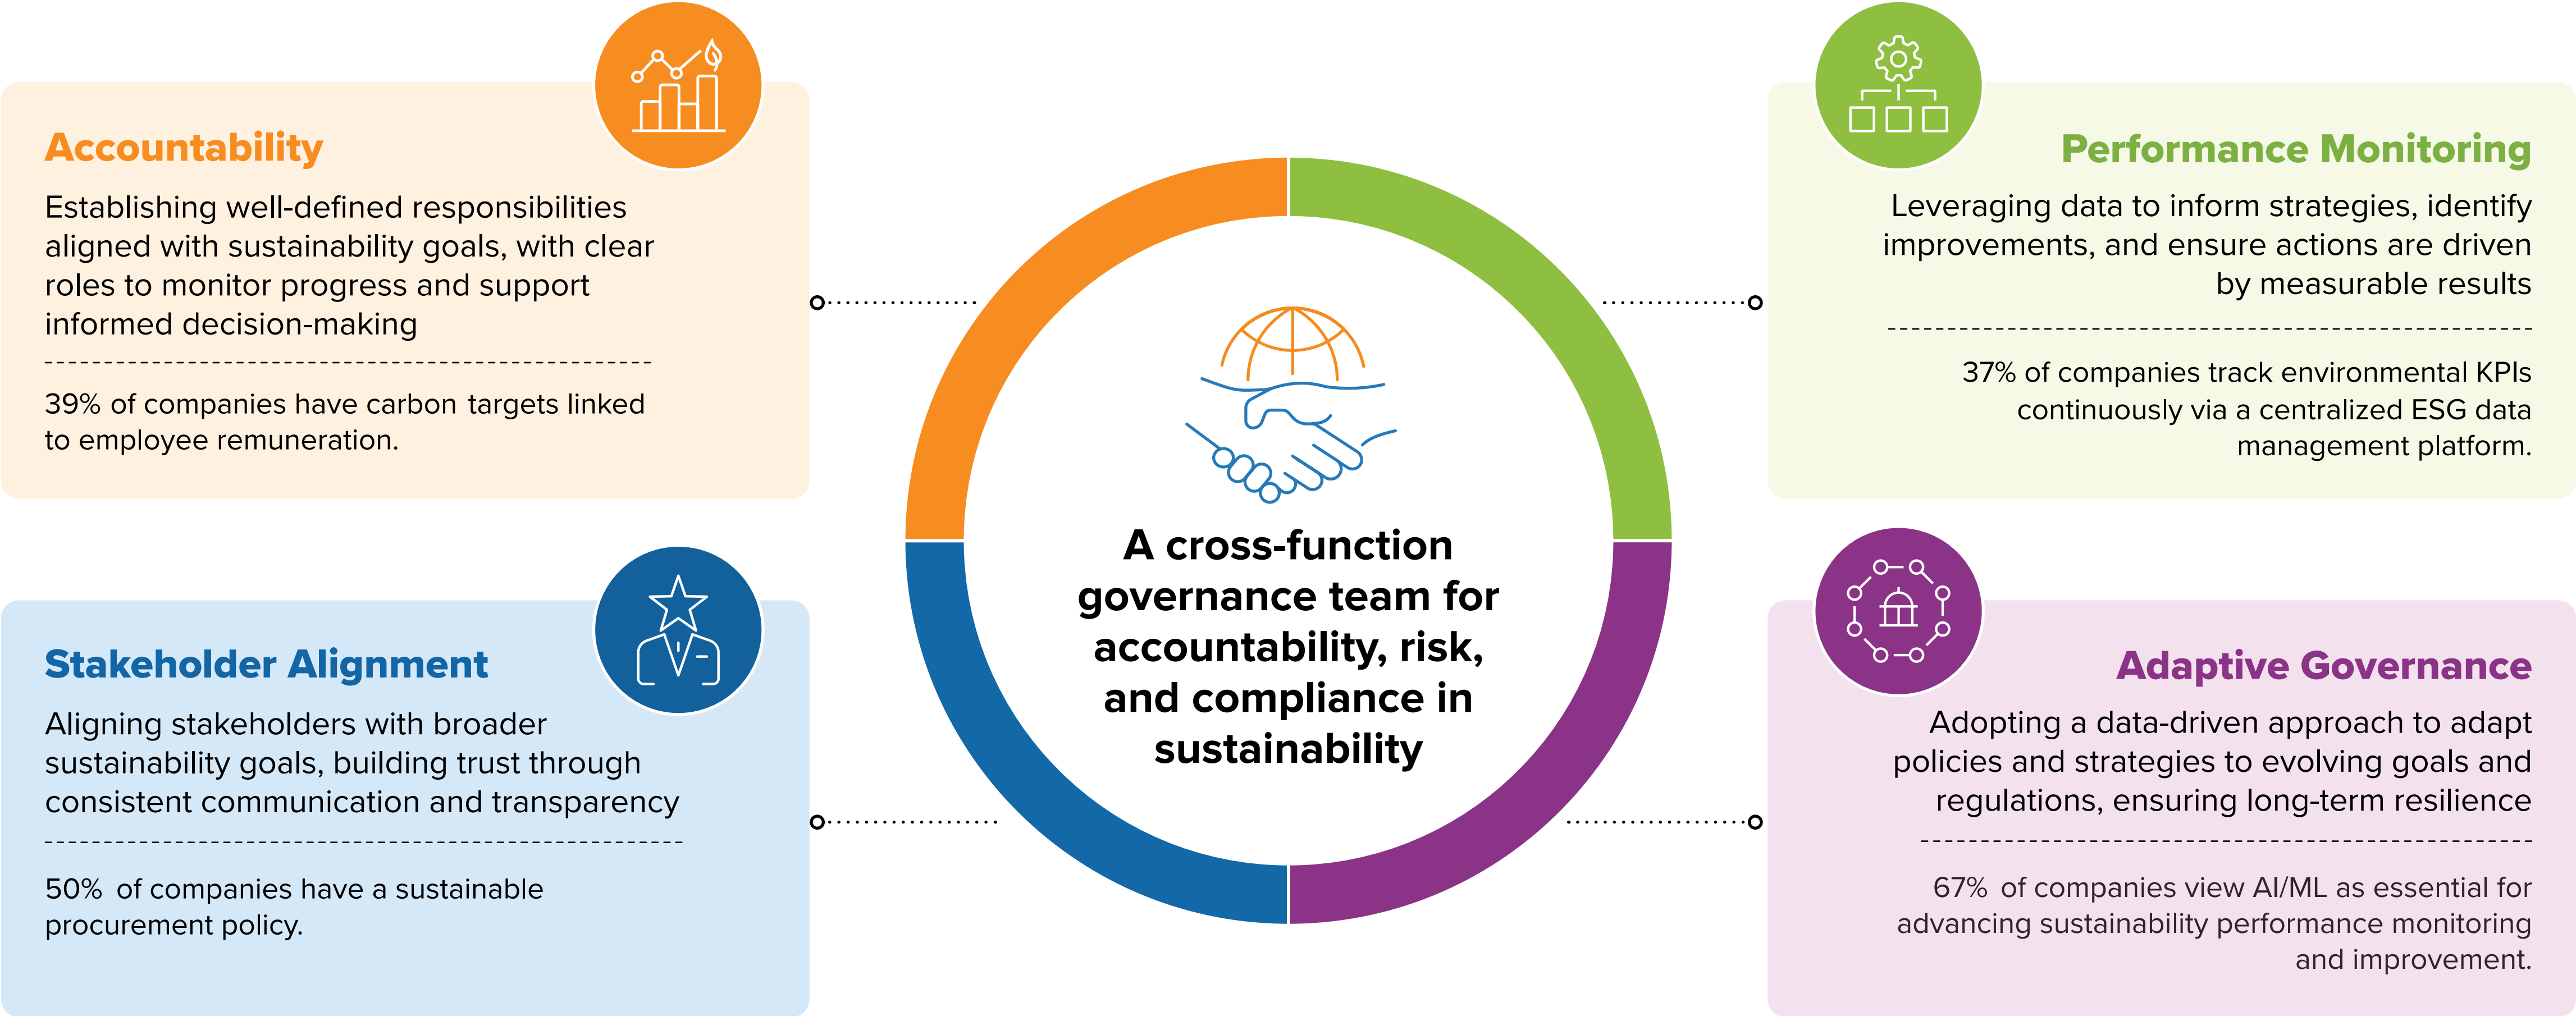 Accountability
Establishing well-defined responsibilities
aligned with sustainability goals, with clear
roles to monitor progress and support
informed decision-making
39% of companies have carbon targets linked
to employee remuneration.
Performance Monitoring
Leveraging data to inform strategies, identify
improvements, and ensure actions are driven
by measurable results
37% of companies track environmental KPIs
continuously via a centralized ESG data
management platform.
A cross-function
governance team for
accountability, risk,
and compliance in
sustainability
Stakeholder Alignment
Aligning stakeholders with broader
sustainability goals, building trust through
consistent communication and transparency
50% of companies have a sustainable
procurement policy.
Adaptive Governance
Adopting a data-driven approach to adapt
policies and strategies to evolving goals and
regulations, ensuring long-term resilience
67% of companies view AI/ML as essential for
advancing sustainability performance monitoring
and improvement.